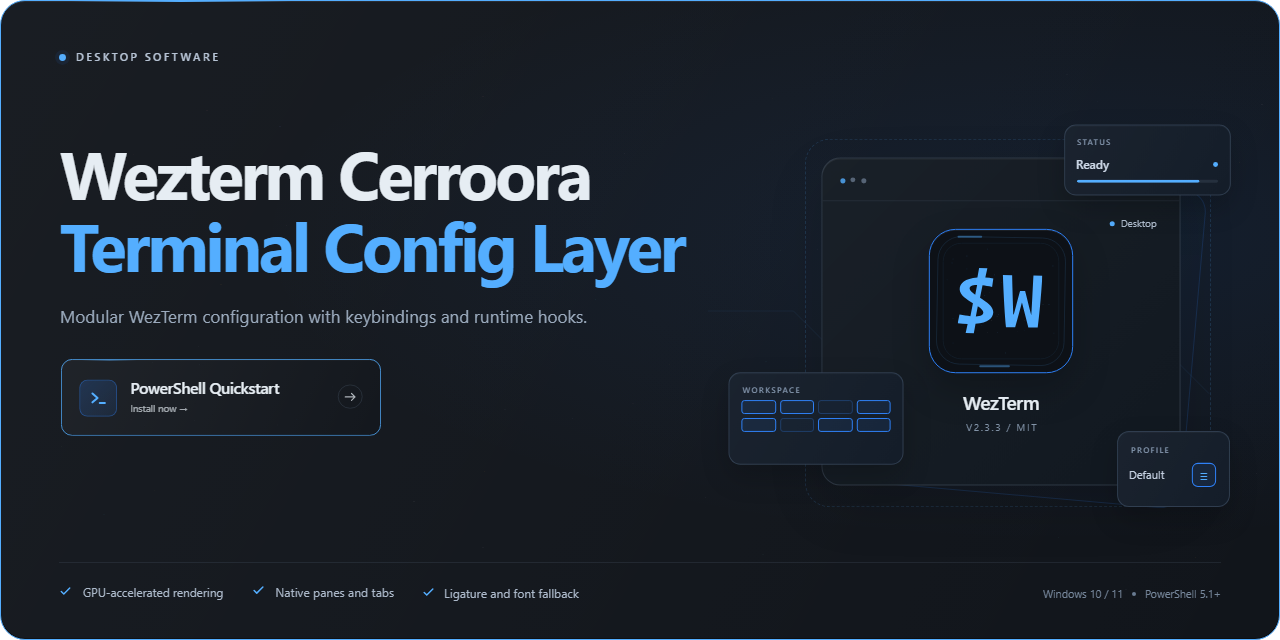 DESKTOP SOFTWARE
Wezterm Cerroora
Terminal Config Layer
Modular WezTerm configuration with keybindings and runtime hooks.
>_
PowerShell Quickstart
Install now →
→
STATUS
Ready
Desktop
$W
WORKSPACE
WezTerm
V2.3.3 / MIT
PROFILE
Default
GPU-accelerated rendering
Native panes and tabs
Ligature and font fallback
Windows 10 / 11 • PowerShell 5.1+